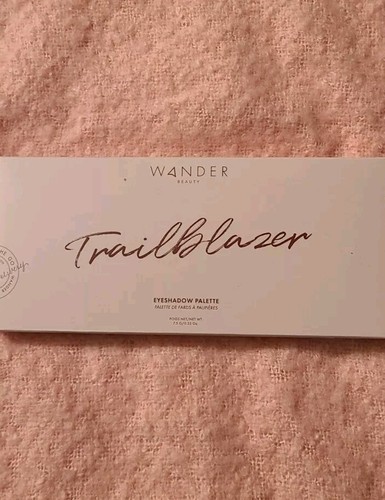 WANDER
BEAUTY
Trailblazer
EYESHADOW PALETTE
PALETTE DE FARDS À PAUPIÈRES